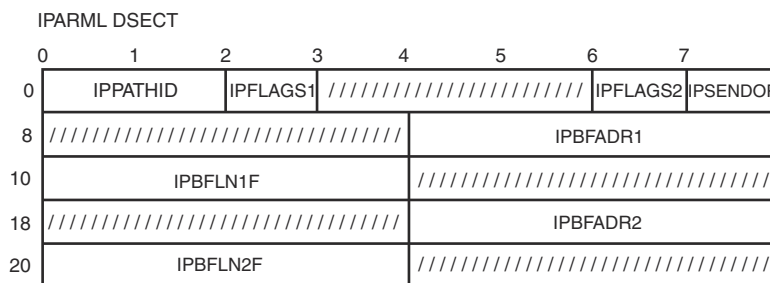 IPARML DSECT
0 1 2 3 4 5 6 7
0 IPPATHID IPFLAGS1 /////////////////////// IPFLAGS2 IPSENDOP
8 ///////////////////////////////// IPBFADR1
10 IPBFLN1F /////////////////////////////////
18 ///////////////////////////////// IPBFADR2
20 IPBFLN2F /////////////////////////////////